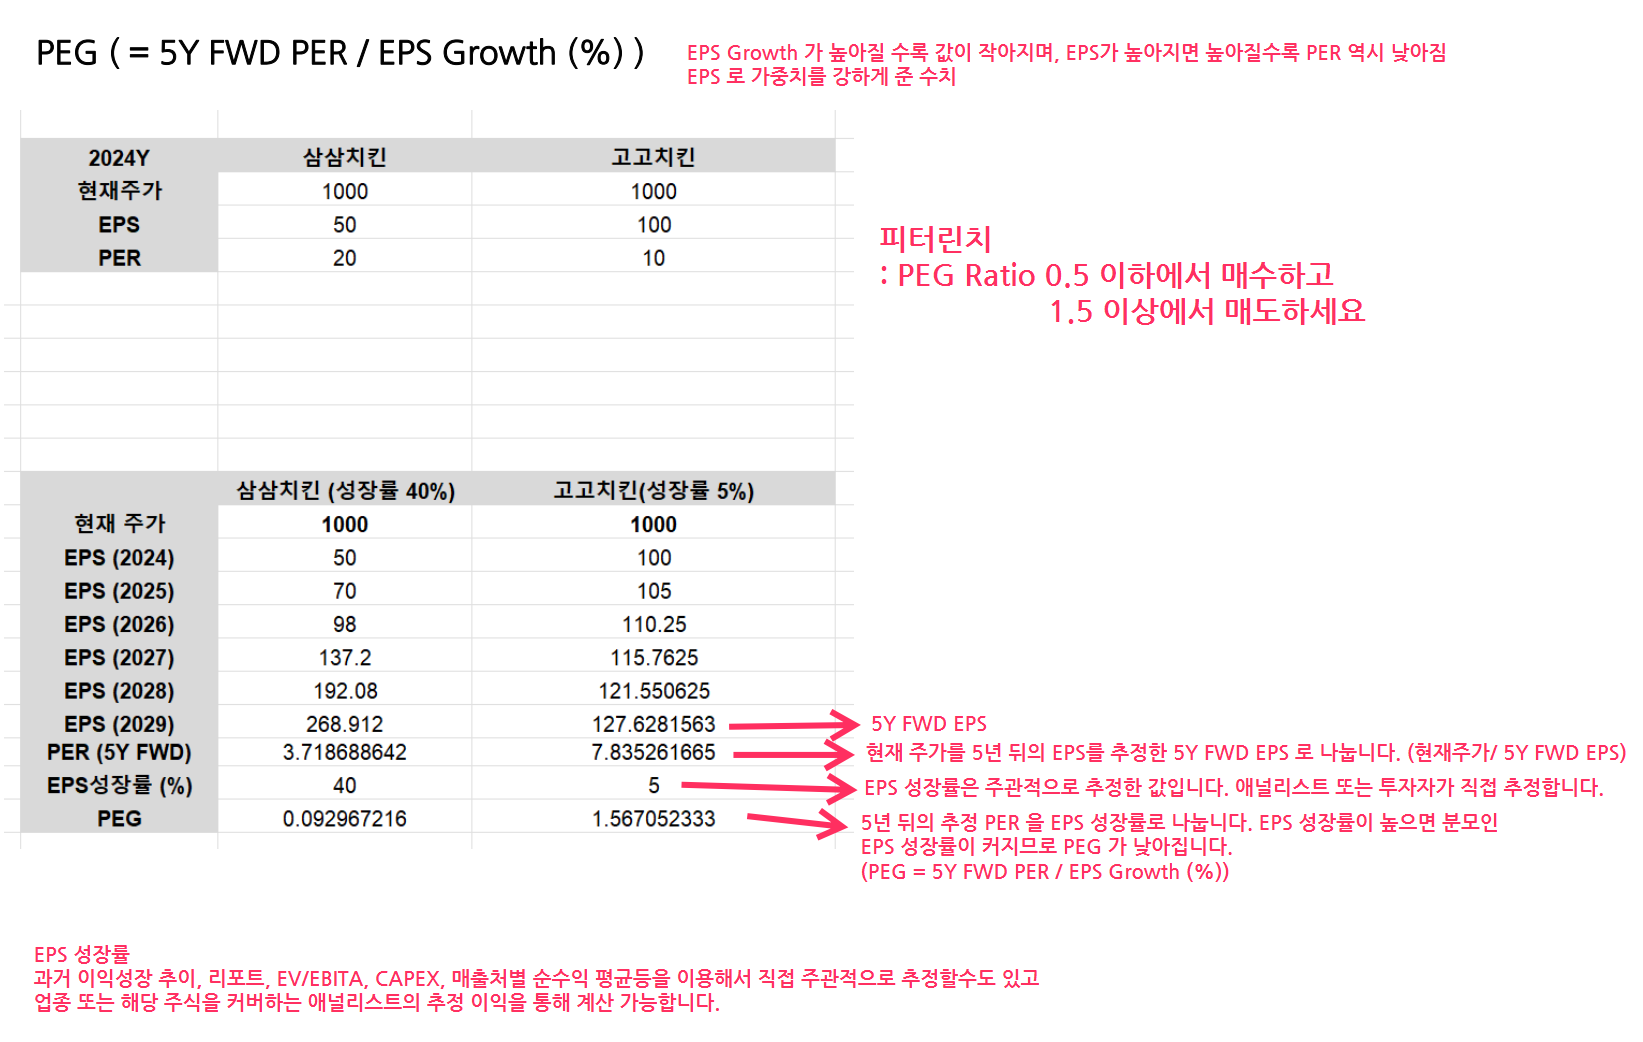 PEG ( = 5Y FWD PER / EPS Growth (%) )
EPS Growth 가 높아질 수록 값이 작아지며, EPS가 높아지면 높아질수록 PER 역시 낮아짐
EPS 로 가중치를 강하게 준 수치
2024Y 삼삼치킨 고고치킨
현재주가 1000 1000
EPS 50 100
PER 20 10
피터린치
: PEG Ratio 0.5 이하에서 매수하고
1.5 이상에서 매도하세요
삼삼치킨 (성장률 40%) 고고치킨(성장률 5%)
현재 주가 1000 1000
EPS (2024) 50 100
EPS (2025) 70 105
EPS (2026) 98 110.25
EPS (2027) 137.2 115.7625
EPS (2028) 192.08 121.550625
EPS (2029) 268.912 127.6281563 5Y FWD EPS
PER (5Y FWD) 3.718688642 7.835261665 현재 주가를 5년 뒤의 EPS를 추정한 5Y FWD EPS 로 나눕니다. (현재주가/ 5Y FWD EPS)
EPS성장률 (%) 40 5 EPS 성장률은 주관적으로 추정한 값입니다. 애널리스트 또는 투자자가 직접 추정합니다.
PEG 0.092967216 1.567052333 5년 뒤의 추정 PER 을 EPS 성장률로 나눕니다. EPS 성장률이 높으면 분모인
EPS 성장률이 커지므로 PEG 가 낮아집니다.
(PEG = 5Y FWD PER / EPS Growth (%))
EPS 성장률
과거 이익성장 추이, 리포트, EV/EBITA, CAPEX, 매출처별 순수익 평균등을 이용해서 직접 주관적으로 추정할수도 있고
업종 또는 해당 주식을 커버하는 애널리스트의 추정 이익을 통해 계산 가능합니다.